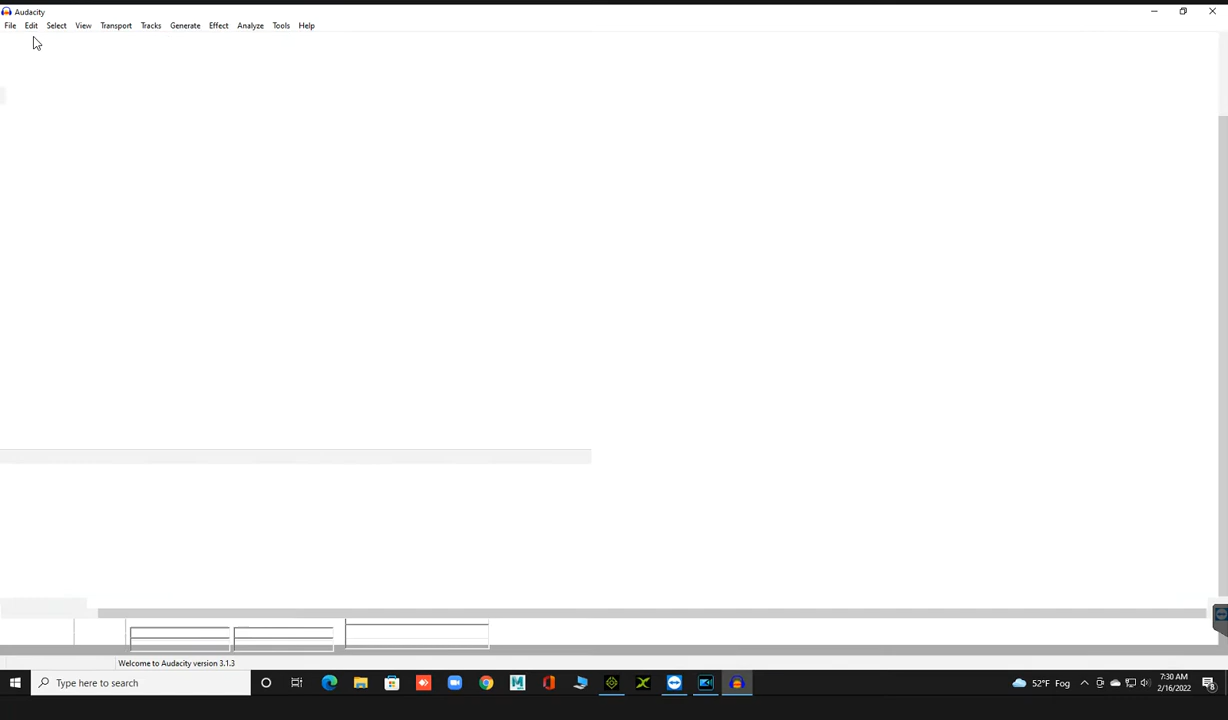 Audacity
File Edit Select View Transport Tracks Generate Effect Analyze Tools Help
Welcome to Audacity version 3.1.3
Type here to search
52°F Fog
7:30 AM
2/16/2022
8